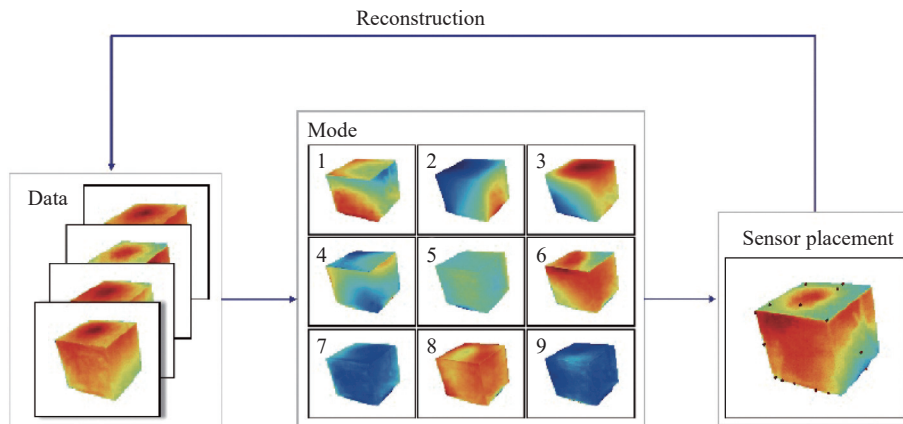 Reconstruction
Mode
1 2 3
Data
Sensor placement
4 5 6
7 8 9